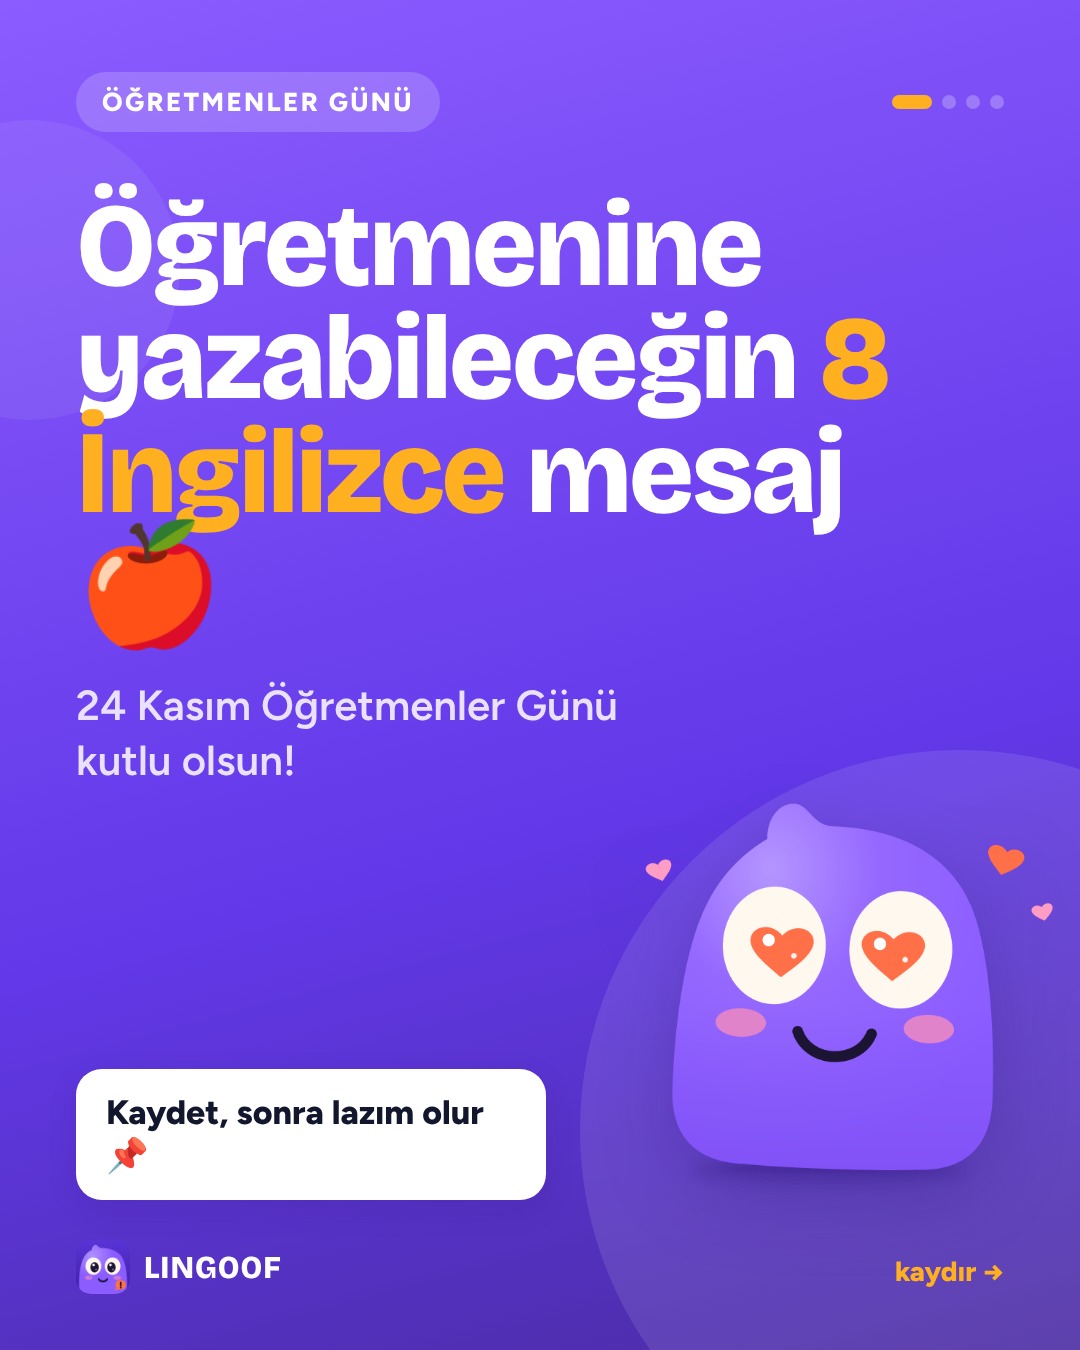 ÖĞRETMENLER GÜNÜ
Öğretmenine
yazabileceğin 8
İngilizce mesaj
🍎
24 Kasım Öğretmenler Günü
kutlu olsun!
Kaydet, sonra lazım olur
📌
LINGOOF
kaydır →